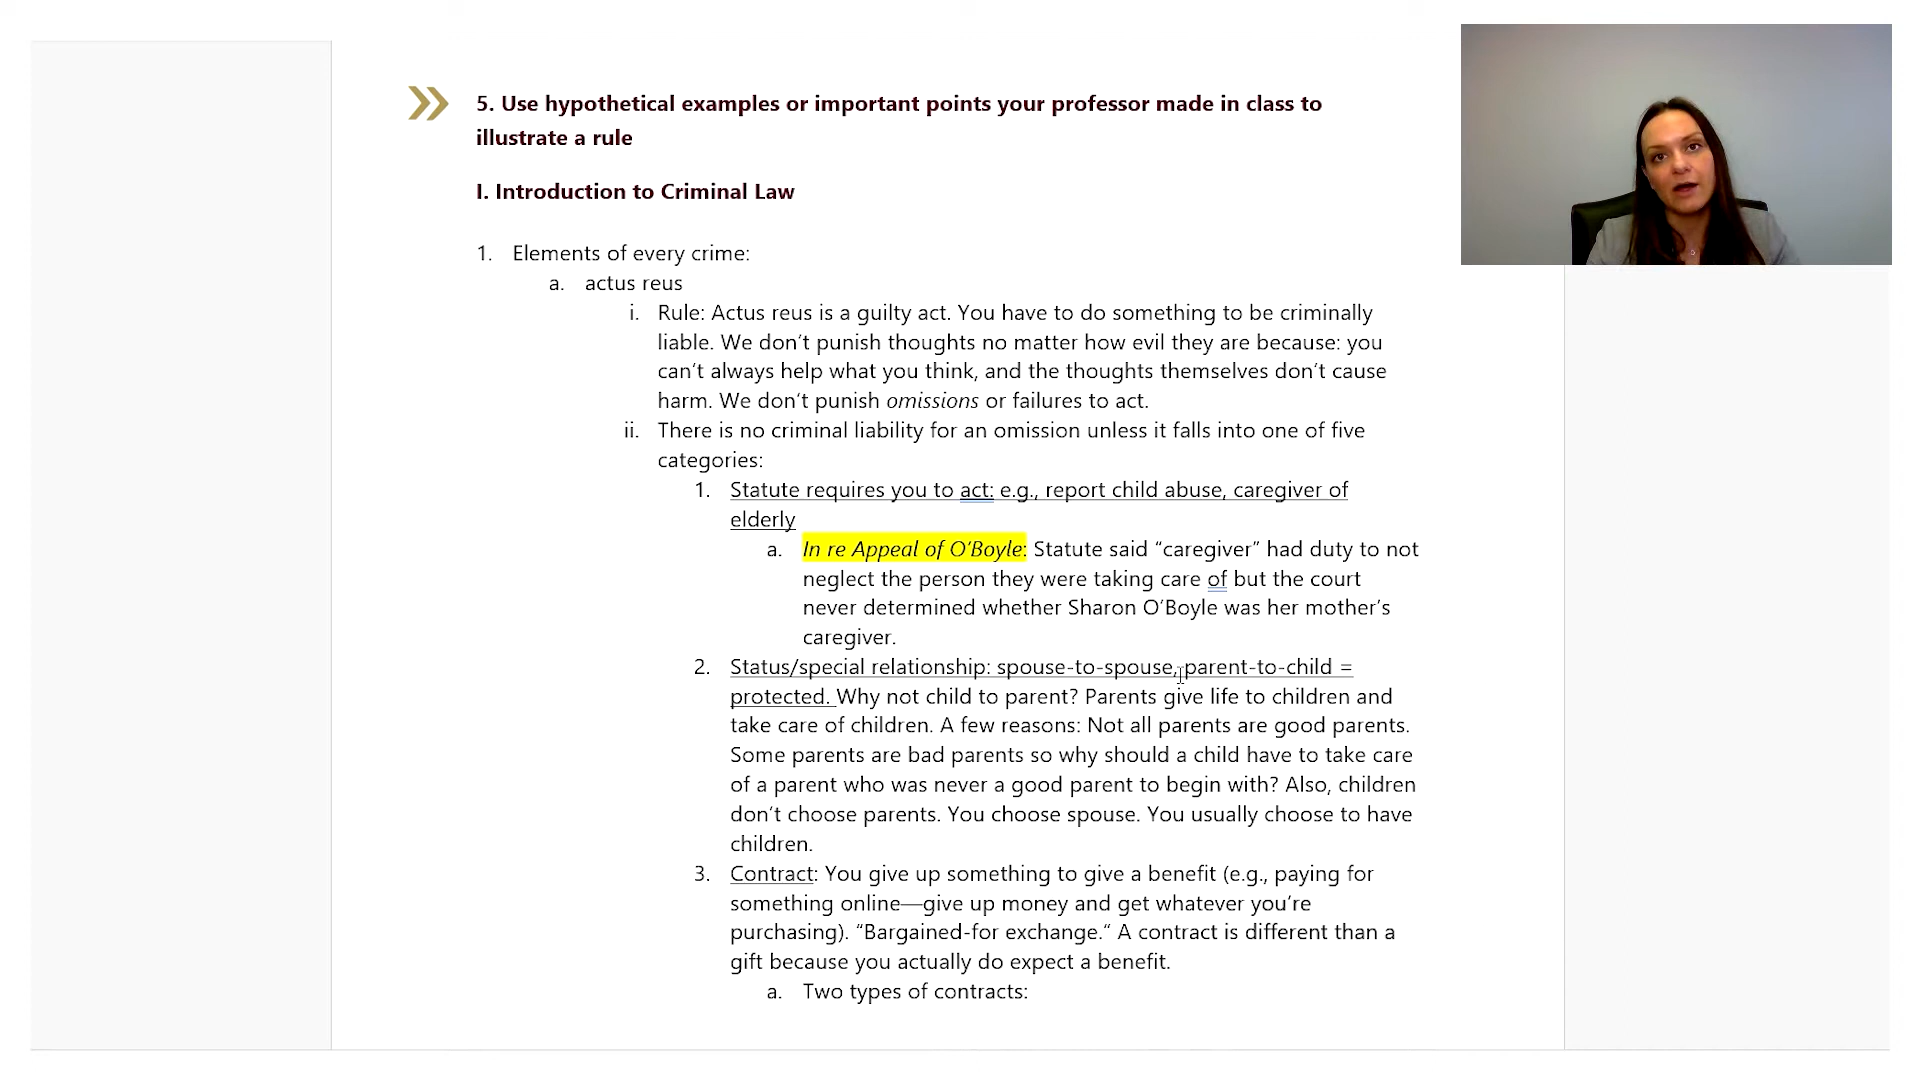 5. Use hypothetical examples or important points your professor made in class to
illustrate a rule
I. Introduction to Criminal Law
1. Elements of every crime:
a. actus reus
i. Rule: Actus reus is a guilty act. You have to do something to be criminally
liable. We don’t punish thoughts no matter how evil they are because: you
can’t always help what you think, and the thoughts themselves don’t cause
harm. We don’t punish omissions or failures to act.
ii. There is no criminal liability for an omission unless it falls into one of five
categories:
1. Statute requires you to act: e.g., report child abuse, caregiver of
elderly
a. In re Appeal of O’Boyle: Statute said “caregiver” had duty to not
neglect the person they were taking care of but the court
never determined whether Sharon O’Boyle was her mother’s
caregiver.
2. Status/special relationship: spouse-to-spouse, parent-to-child =
protected. Why not child to parent? Parents give life to children and
take care of children. A few reasons: Not all parents are good parents.
Some parents are bad parents so why should a child have to take care
of a parent who was never a good parent to begin with? Also, children
don’t choose parents. You choose spouse. You usually choose to have
children.
3. Contract: You give up something to give a benefit (e.g., paying for
something online—give up money and get whatever you’re
purchasing). “Bargained-for exchange.“ A contract is different than a
gift because you actually do expect a benefit.
a. Two types of contracts: